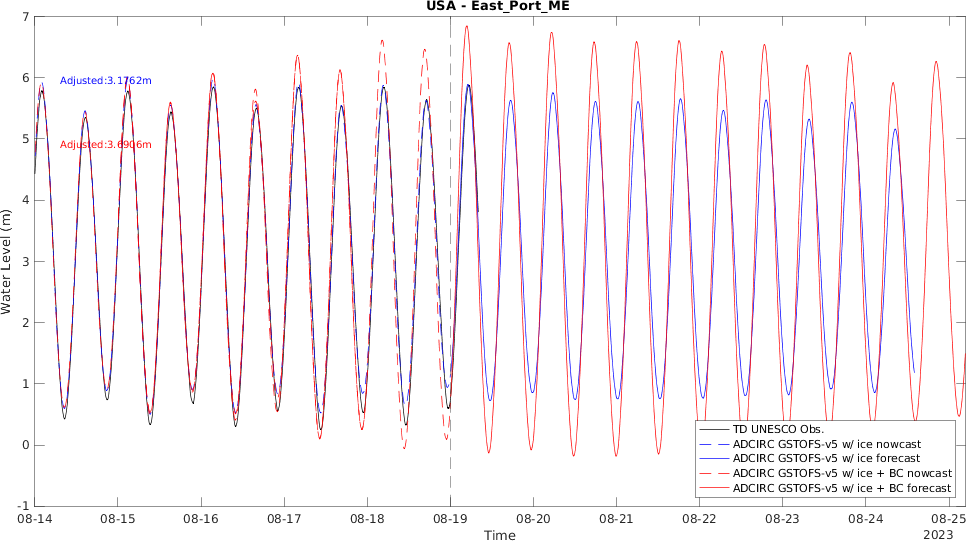 USA - East_Port_ME
7
6
5
4
3
2
1
0
-1
Water Level (m)
Adjusted:3.1762m
Adjusted:3.6906m
TD UNESCO Obs.
ADCIRC GSTOFS-v5 w/ ice nowcast
ADCIRC GSTOFS-v5 w/ ice forecast
ADCIRC GSTOFS-v5 w/ ice + BC nowcast
ADCIRC GSTOFS-v5 w/ ice + BC forecast
08-14 08-15 08-16 08-17 08-18 08-19 08-20 08-21 08-22 08-23 08-24 08-25
Time
2023